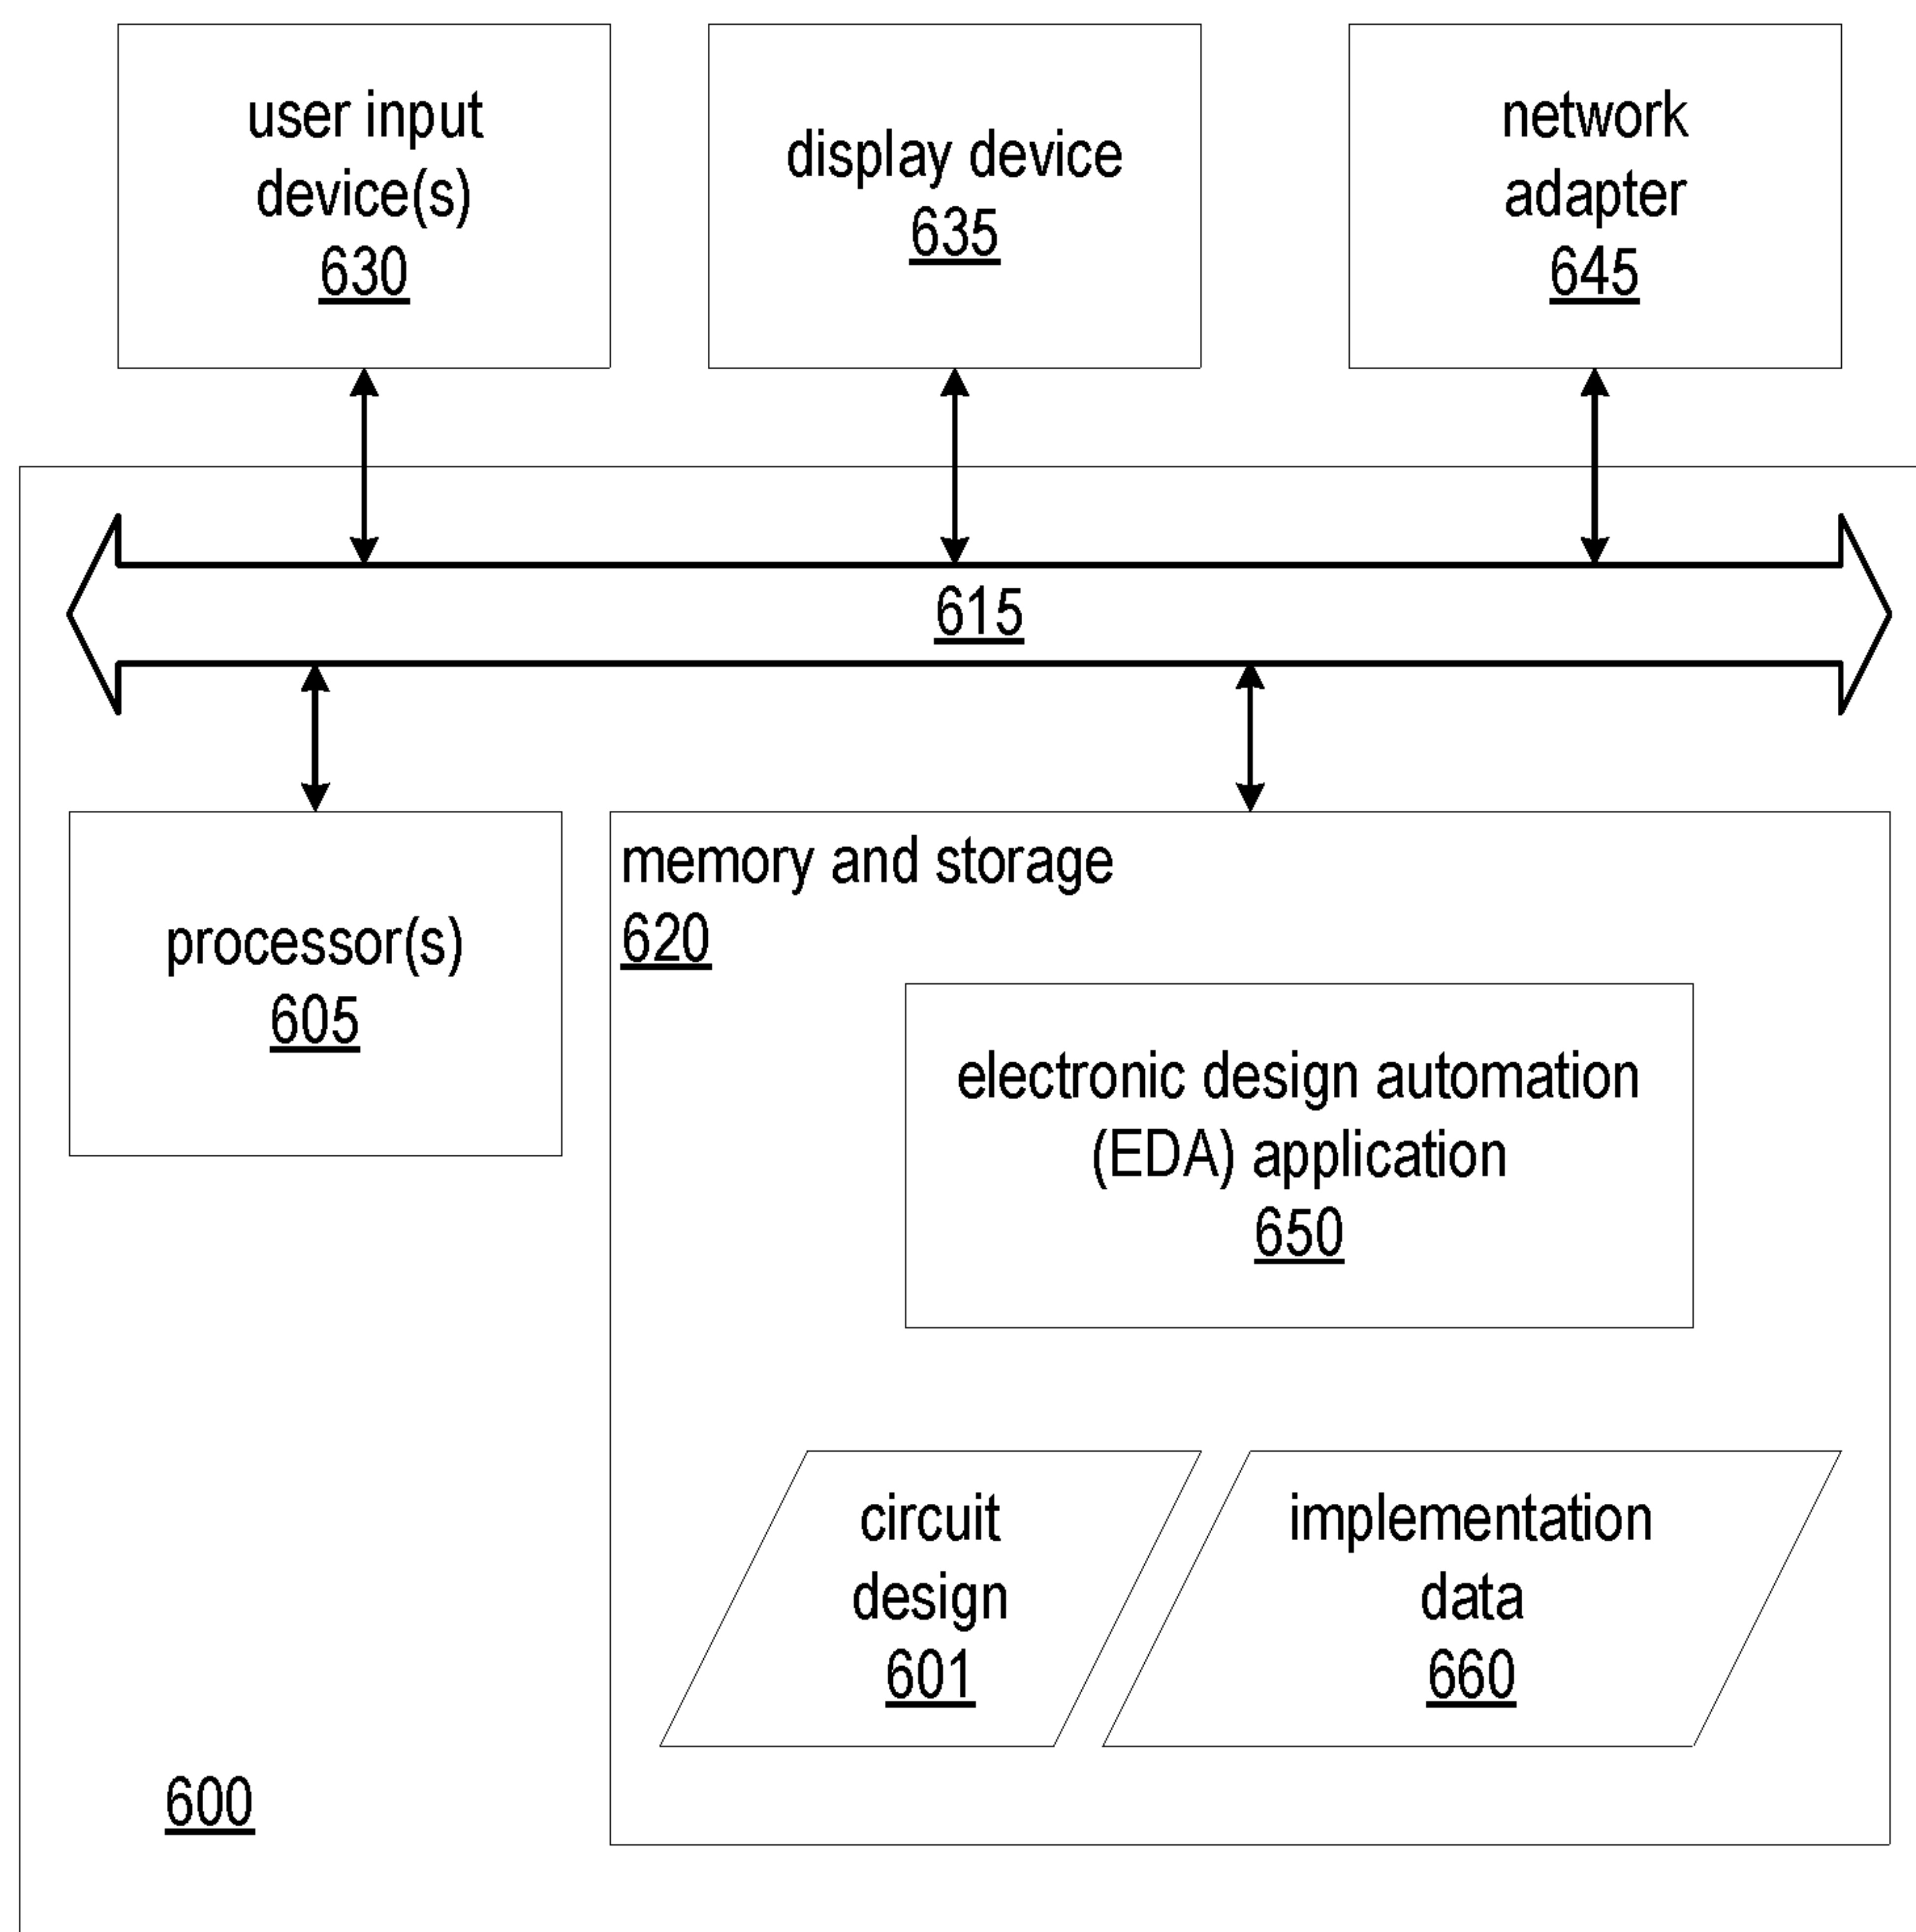 user input
device(s)
630
display device
635
network
adapter
645
615
processor(s)
605
memory and storage
620
electronic design automation
(EDA) application
650
circuit
design
601
implementation
data
660
600